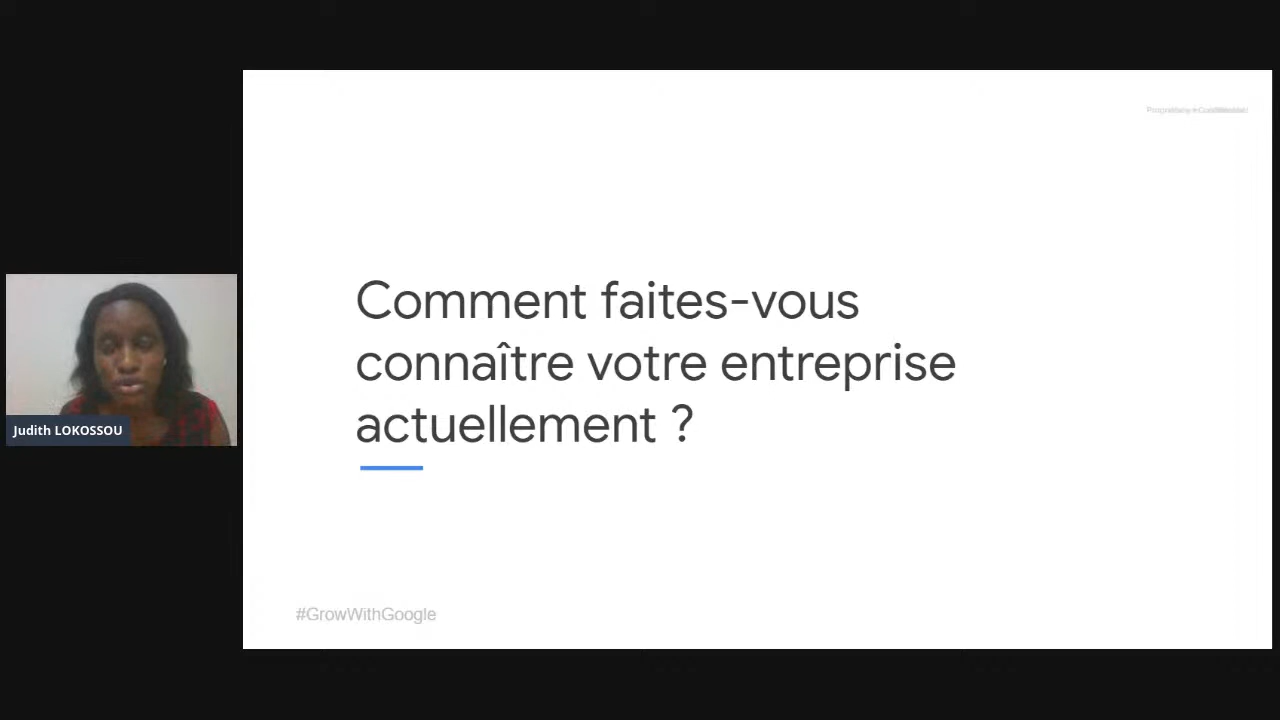 Comment faites-vous
connaître votre entreprise
actuellement ?
Judith LOKOSSOU
#GrowWithGoogle